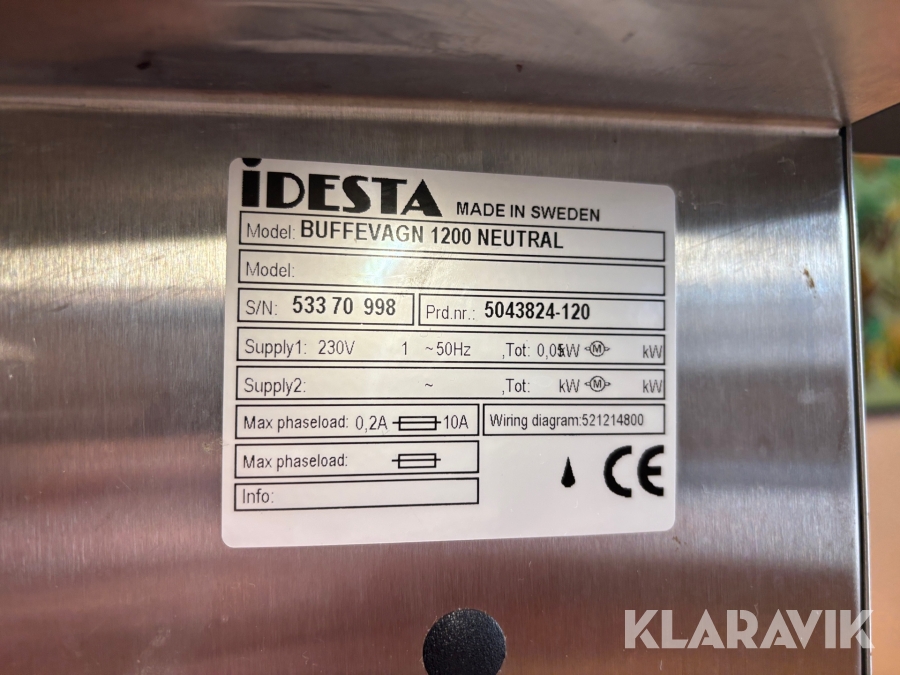 iDESTA MADE IN SWEDEN
Model: BUFFEVAGN 1200 NEUTRAL
Model:
S/N: 533 70 998 Prd.nr.: 5043824-120
Supply1: 230V 1 ~50Hz ,Tot: 0,05kW M kW
Supply2: ~ ,Tot: kW M kW
Max phaseload: 0,2A 10A Wiring diagram:521214800
Max phaseload:
CE
Info:
KLARAVIK